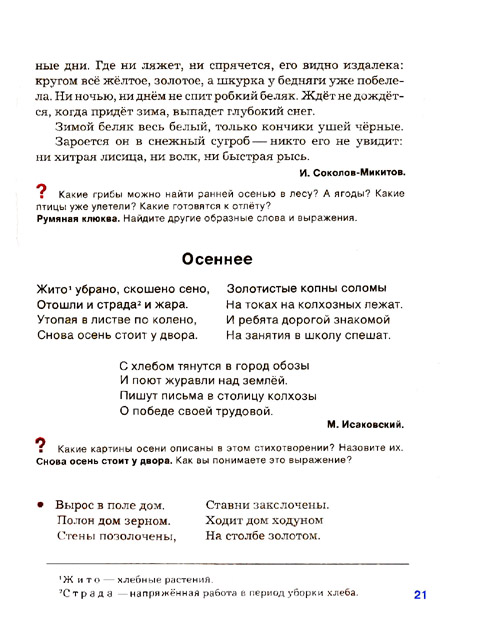 ные дни. Где ни ляжет, ни спрячется, его видно издалека:
кругом всё жёлтое, золотое, а шкурка у бедняги уже побеле-
ла. Ни ночью, ни днём не спит робкий беляк. Ждёт не дождёт-
ся, когда придёт зима, выпадет глубокий снег.
Зимой беляк весь белый, только кончики ушей чёрные.
Зароется он в снежный сугроб — никто его не увидит:
ни хитрая лисица, ни волк, ни быстрая рысь.
И. Соколов-Микитов.
? Какие грибы можно найти ранней осенью в лесу? А ягоды? Какие
птицы уже улетели? Какие готовятся к отлёту?
Румяная клюква. Найдите другие образные слова и выражения.
Осеннее
Жито¹ убрано, скошено сено,
Отошли и страда² и жара.
Утопая в листве по колено,
Снова осень стоит у двора.
Золотистые копны соломы
На токах на колхозных лежат.
И ребята дорогой знакомой
На занятия в школу спешат.
С хлебом тянутся в город обозы
И поют журавли над землёй.
Пишут письма в столицу колхозы
О победе своей трудовой.
М. Исаковский.
? Какие картины осени описаны в этом стихотворении? Назовите их.
Снова осень стоит у двора. Как вы понимаете это выражение?
• Вырос в поле дом.
Полон дом зерном.
Стены позолочены,
Ставни заколочены.
Ходит дом ходуном
На столбе золотом.
¹Жито — хлебные растения.
²Страда — напряжённая работа в период уборки хлеба.
21